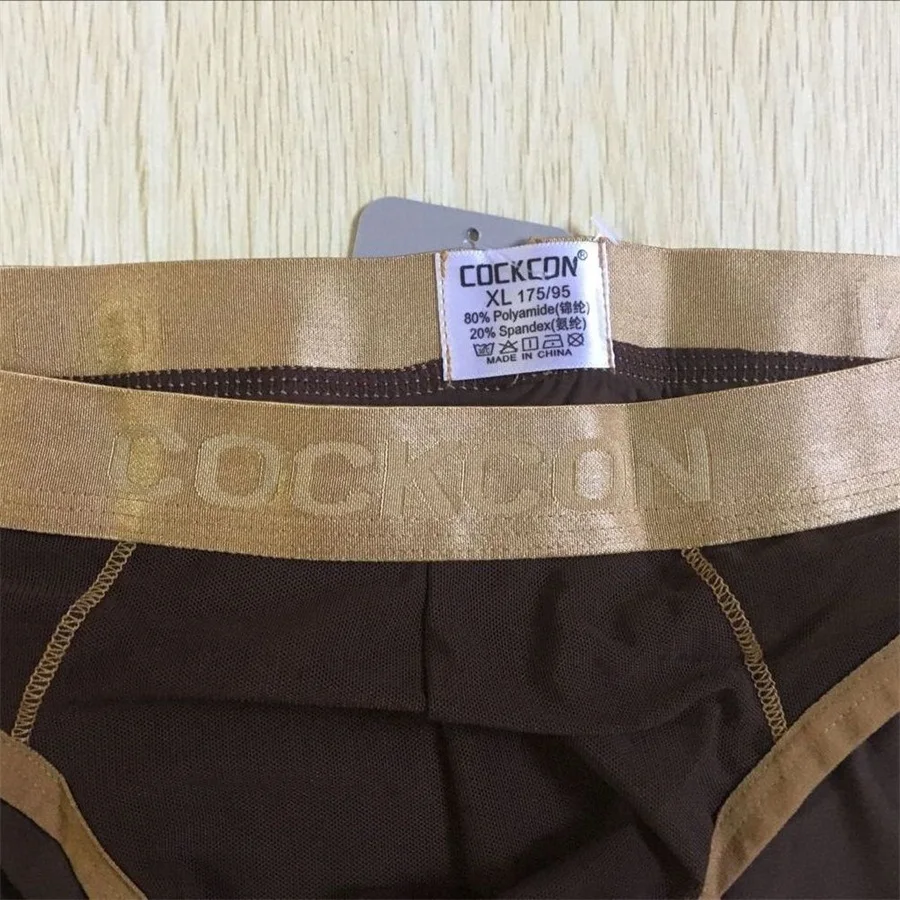 COCKCON®
XL 175/95
80% Polyamide(锦纶)
20% Spandex(氨纶)
MADE IN CHINA
COCKCON